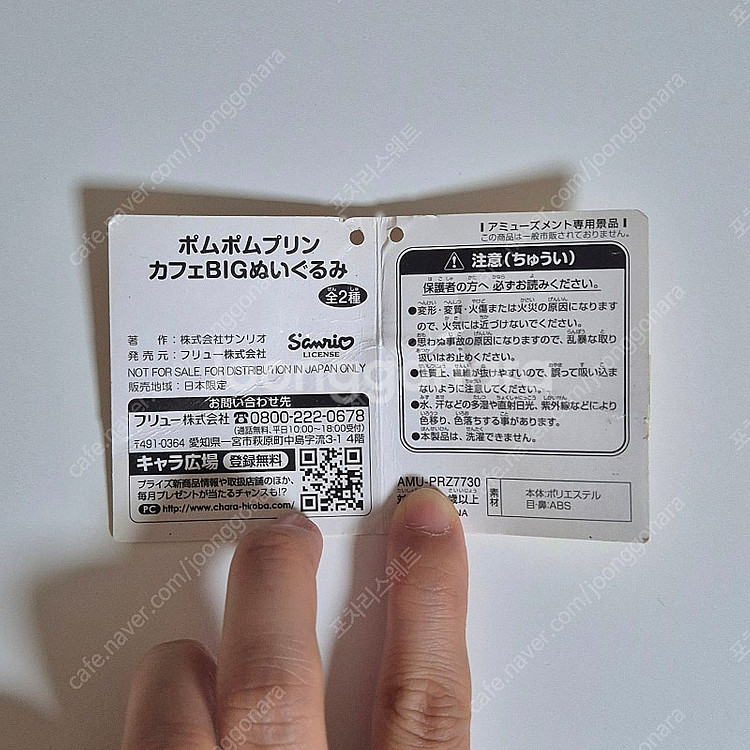 ポムポムプリン
カフェBIGぬいぐるみ
全2種
著 作：株式会社サンリオ
発 売 元：フリュー株式会社
Sanrio
LICENSE
NOT FOR SALE. FOR DISTRIBUTION IN JAPAN ONLY
販売地域：日本限定
お問い合わせ先
フリュー株式会社 ☎0800-222-0678
(通話無料、平日10:00～18:00受付)
〒491-0364 愛知県一宮市萩原町中島字流3-1 4階
キャラ広場 登録無料
プライズ新商品情報や取扱店舗のほか、
毎月プレゼントが当たるチャンスも!?
PC http://www.chara-hiroba.com/
アミューズメント専用景品
この商品は一般市販されておりません。
注意(ちゅうい)
保護者の方へ 必ずお読みください。
●変形・変質・火傷または火災の原因になります
ので、火気には近づけないでください。
●思わぬ事故の原因になりますので、乱暴な取り
扱いはお止めください。
●性質上、繊維が抜けやすいので、誤って吸い込ま
ないように注意してください。
●水、汗などの多湿や直射日光、紫外線などにより
色移り、色落ちする事があります。
●本製品は、洗濯できません。
AMU-PRZ7730
歳以上
NA
素材
本体:ポリエステル
目・鼻:ABS
cafe.naver.com/joonggonara
포차리스웨트
joonggonara